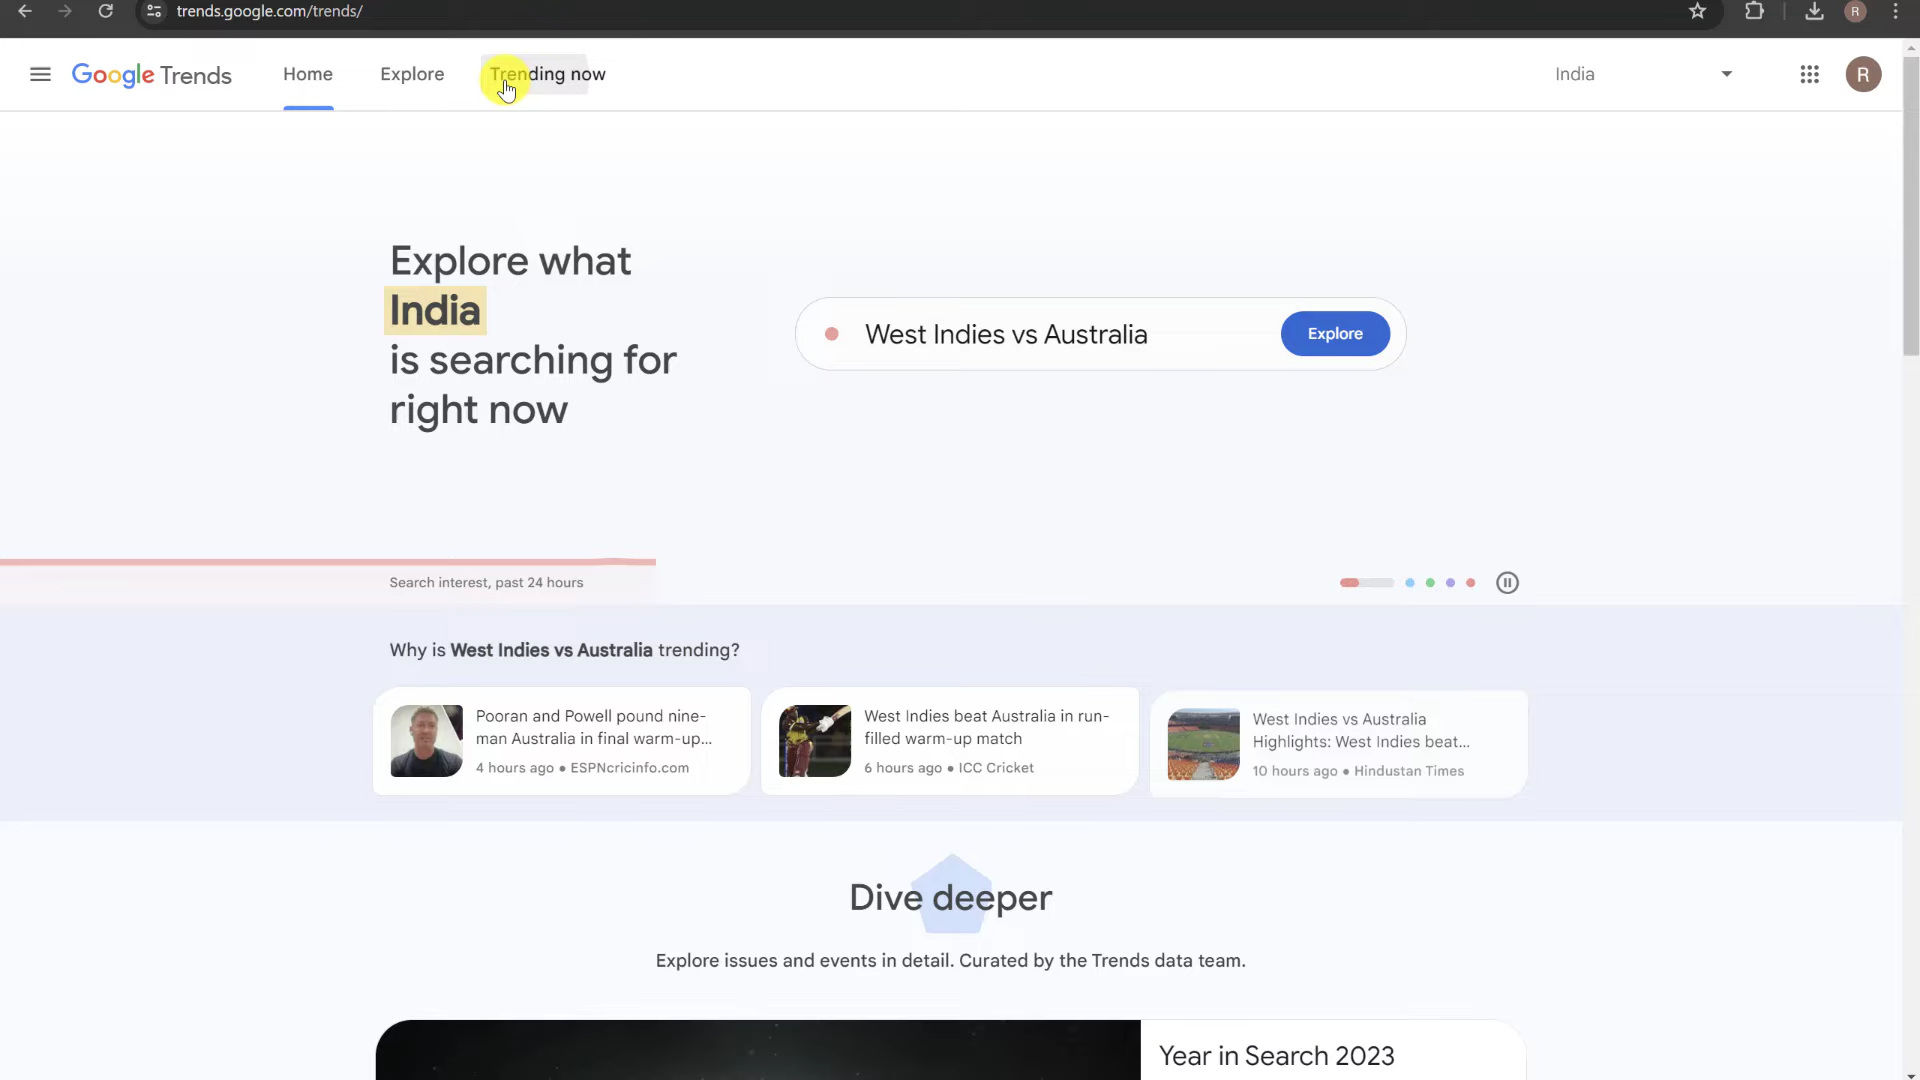 trends.google.com/trends/
R
Google Trends
Home
Explore
Trending now
India
R
Explore what
India
is searching for
right now
West Indies vs Australia
Explore
Search interest, past 24 hours
Why is West Indies vs Australia trending?
Pooran and Powell pound nine-
man Australia in final warm-up...
4 hours ago • ESPNcricinfo.com
West Indies beat Australia in run-
filled warm-up match
6 hours ago • ICC Cricket
West Indies vs Australia
Highlights: West Indies beat...
10 hours ago • Hindustan Times
Dive deeper
Explore issues and events in detail. Curated by the Trends data team.
Year in Search 2023